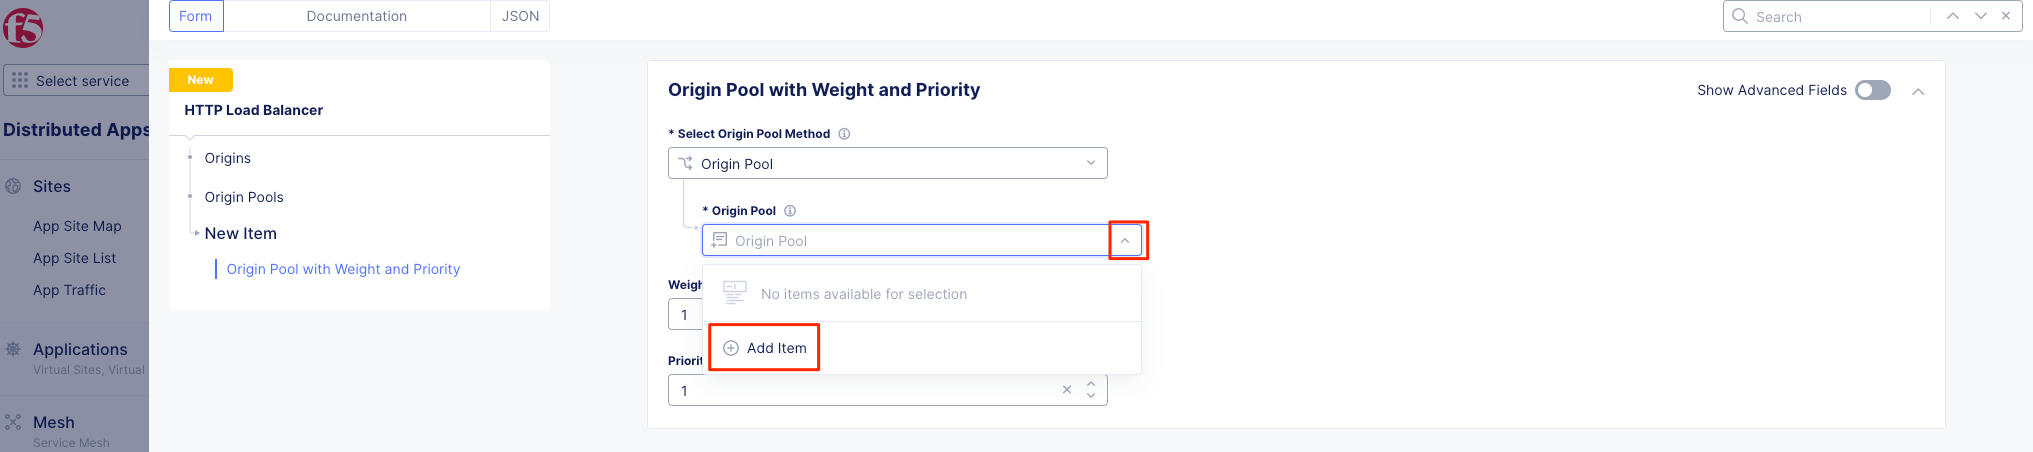 f5
Form
Documentation
JSON
Search
Select service
Distributed Apps
Sites
App Site Map
App Site List
App Traffic
Applications
Virtual Sites, Virtual
Mesh
Service Mesh
New
HTTP Load Balancer
Origins
Origin Pools
New Item
Origin Pool with Weight and Priority
Origin Pool with Weight and Priority
Show Advanced Fields
* Select Origin Pool Method
Origin Pool
* Origin Pool
Origin Pool
No items available for selection
Add Item
Weigh
1
Priorit
1